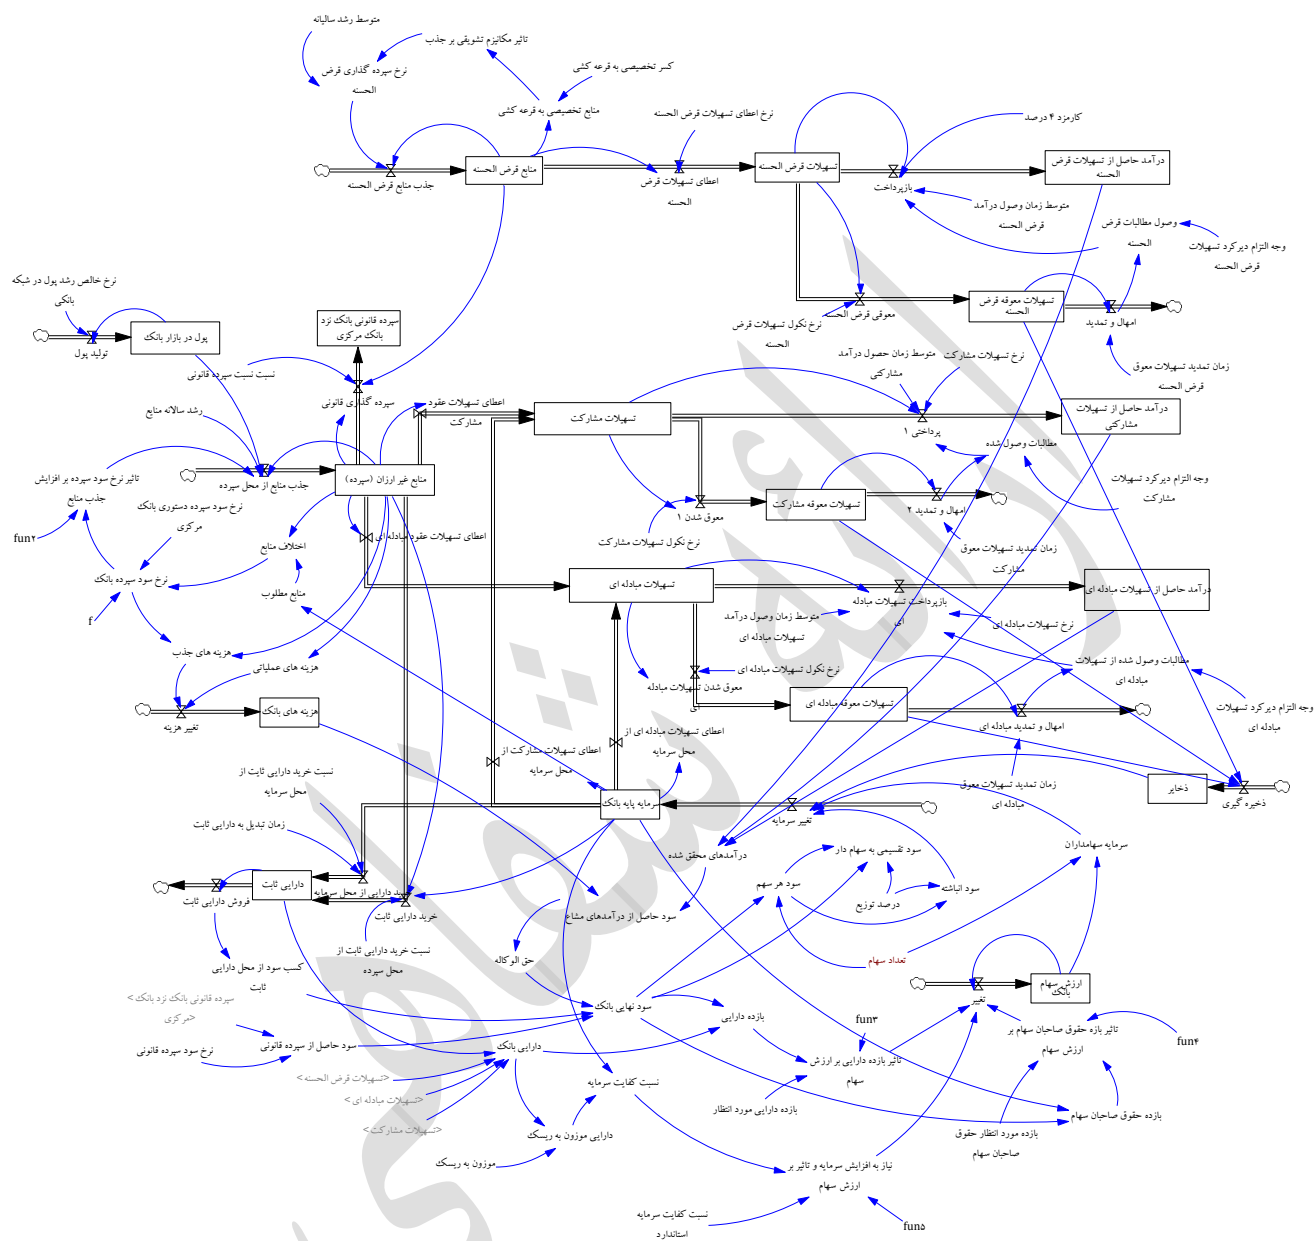 متوسط رشد سالیانه
تاثیر مکانیزم تشویقی بر جذب
نرخ سپرده گذاری قرض
الحسنه
کسر تخصیصی به قرعه کشی
منابع تخصیصی به قرعه کشی
نرخ اعطای تسهیلات قرض الحسنه
کارمزد ۴ درصد
جذب منابع قرض الحسنه
منابع قرض الحسنه
اعطای تسهیلات قرض
الحسنه
تسهیلات قرض الحسنه
بازپرداخت
درآمد حاصل از تسهیلات قرض
الحسنه
متوسط زمان وصول درآمد
قرض الحسنه
وصول مطالبات قرض
الحسنه
وجه التزام دیرکرد تسهیلات
قرض الحسنه
معوقی قرض الحسنه
نرخ نکول تسهیلات قرض
الحسنه
تسهیلات معوقه قرض
الحسنه
امهال و تمدید
زمان تمدید تسهیلات معوق
قرض الحسنه
نرخ خالص رشد پول در شبکه
بانکی
تولید پول
پول در بازار بانک
سپرده قانونی بانک نزد
بانک مرکزی
نسبت نسبت سپرده قانونی
سپرده گذاری قانونی
رشد سالانه منابع
اعطای تسهیلات عقود
مشارکت
تسهیلات مشارکت
متوسط زمان حصول درآمد
مشارکتی
نرخ تسهیلات مشارکت
پرداختی ۱
درآمد حاصل از تسهیلات
مشارکتی
مطالبات وصول شده
وجه التزام دیرکرد تسهیلات
مشارکت
معوق شدن ۱
نرخ نکول تسهیلات مشارکت
تسهیلات معوقه مشارکت
امهال و تمدید ۲
زمان تمدید تسهیلات معوق
مشارکت
تاثیر نرخ سود سپرده بر افزایش
جذب منابع
جذب منابع از محل سپرده
منابع غیر ارزان (سپرده)
fun۲
نرخ سود سپرده دستوری بانک
مرکزی
اختلاف منابع
اعطای تسهیلات عقود مبادله ای
نرخ سود سپرده بانک
منابع مطلوب
f
هزینه های جذب
هزینه های عملیاتی
تغییر هزینه
هزینه های بانک
تسهیلات مبادله ای
بازپرداخت تسهیلات مبادله
ای
متوسط زمان وصول درآمد
تسهیلات مبادله ای
نرخ تسهیلات مبادله ای
درآمد حاصل از تسهیلات مبادله ای
نرخ نکول تسهیلات مبادله ای
معوق شدن تسهیلات مبادله
ای
تسهیلات معوقه مبادله ای
مطالبات وصول شده از تسهیلات
مبادله ای
وجه التزام دیرکرد تسهیلات
مبادله ای
امهال و تمدید مبادله ای
زمان تمدید تسهیلات معوق
مبادله ای
اعطای تسهیلات مبادله ای از
محل سرمایه
اعطای تسهیلات مشارکت از
محل سرمایه
سرمایه پایه بانک
تغییر سرمایه
ذخایر
ذخیره گیری
نسبت خرید دارایی ثابت از
محل سرمایه
زمان تبدیل به دارایی ثابت
دارایی ثابت
فروش دارایی ثابت
خرید دارایی از محل سرمایه
خرید دارایی ثابت
نسبت خرید دارایی ثابت از
محل سپرده
درآمدهای محقق شده
سود تقسیمی به سهام دار
سرمایه سهامداران
سود هر سهم
سود انباشته
درصد توزیع
سود حاصل از درآمدهای مشاع
حق الوکاله
تعداد سهام
کسب سود از محل دارایی
ثابت
<سپرده قانونی بانک نزد بانک
مرکزی>
سود حاصل از سپرده قانونی
نرخ سود سپرده قانونی
سود نهایی بانک
بازده دارایی
دارایی بانک
<تسهیلات قرض الحسنه>
<تسهیلات مبادله ای>
<تسهیلات مشارکت>
ارزش سهام
بانک
تغییر
fun۳
تاثیر بازده دارایی بر ارزش
سهام
تاثیر بازه حقوق صاحبان سهام بر
ارزش سهام
fun۴
نسبت کفایت سرمایه
بازده دارایی مورد انتظار
بازده حقوق صاحبان سهام
بازده مورد انتظار حقوق
صاحبان سهام
دارایی موزون به ریسک
موزون به ریسک
نیاز به افزایش سرمایه و تاثیر بر
ارزش سهام
نسبت کفایت سرمایه
استاندارد
fun۵